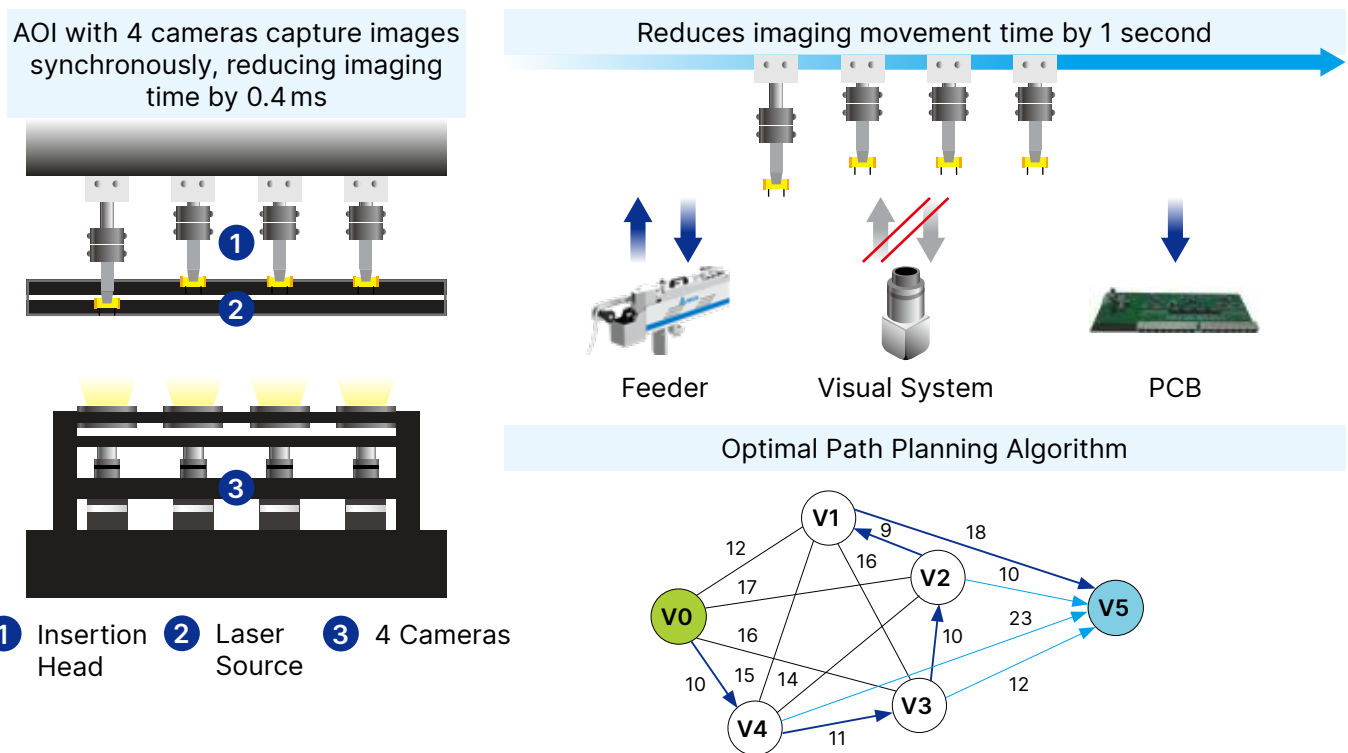 AOI with 4 cameras capture images
synchronously, reducing imaging
time by 0.4 ms
1
2
3
1 Insertion
Head
2 Laser
Source
3 4 Cameras
Reduces imaging movement time by 1 second
Feeder
Visual System
PCB
Optimal Path Planning Algorithm
V1
9
18
12
16
V2
10
17
V0
V5
23
16
10
15
14
10
12
V3
V4
11